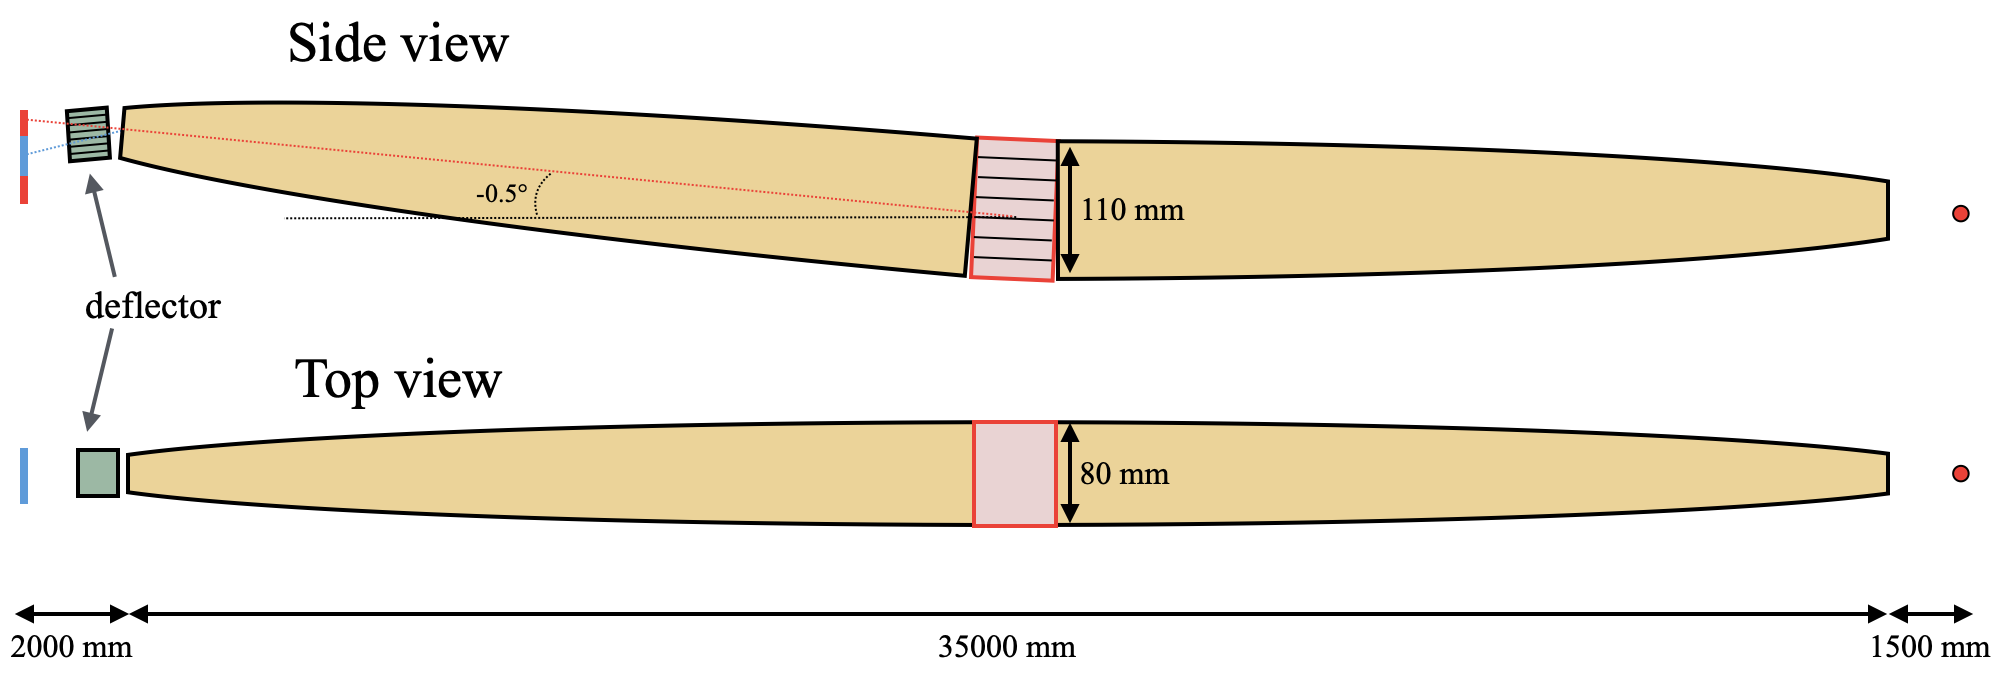 Side view
-0.5°
110 mm
deflector
Top view
80 mm
2000 mm
35000 mm
1500 mm